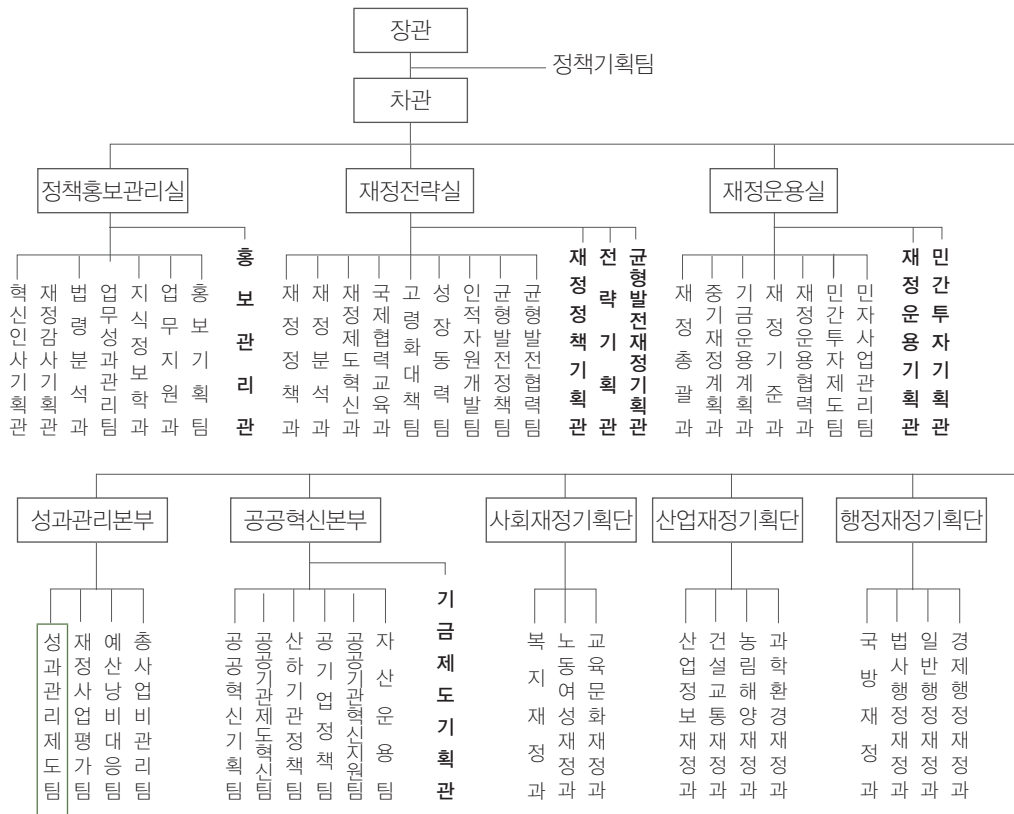 장관
정책기획팀
차관
정책홍보관리실
재정전략실
재정운용실
혁신인사기획관
재정감사기획관
법령분석과
업무성과관리팀
지식정보학과
업무지원과
홍보기획팀
홍보관리관
재정정책과
재정분석과
재정제도혁신과
국제협력교육과
고령화대책팀
성장동력팀
인적자원개발팀
균형발전정책팀
균형발전협력팀
재정정책기획관
전략기획관
균형발전재정기획관
재정총괄과
중기재정계획과
기금운용계획과
재정기준과
재정운용협력과
민간투자제도팀
민자사업관리팀
재정운용기획관
민간투자기획관
성과관리본부
공공혁신본부
사회재정기획단
산업재정기획단
행정재정기획단
성과관리제도팀
재정사업평가팀
예산낭비대응팀
총사업비관리팀
공공혁신기획팀
공공기관제도혁신팀
산하기관정책팀
공기업정책팀
공공기관혁신지원팀
자산운용팀
기금제도기획관
복지재정과
노동여성재정과
교육문화재정과
산업정보재정과
건설교통재정과
농림해양재정과
과학환경재정과
국방재정과
법사행정재정과
일반행정재정과
경제행정재정과